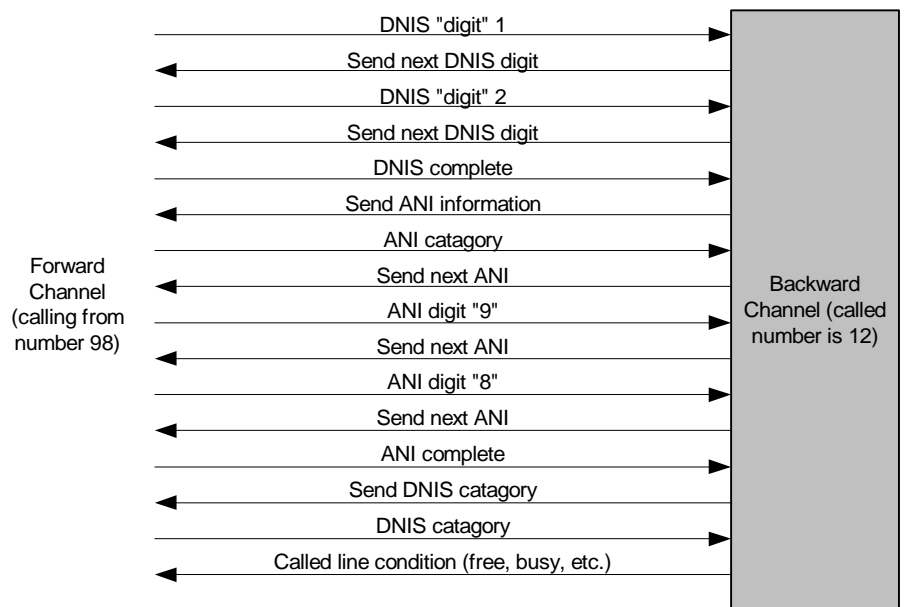 DNIS "digit" 1
Send next DNIS digit
DNIS "digit" 2
Send next DNIS digit
DNIS complete
Send ANI information
ANI catagory
Send next ANI
ANI digit "9"
Send next ANI
ANI digit "8"
Send next ANI
ANI complete
Send DNIS catagory
DNIS catagory
Called line condition (free, busy, etc.)
Forward
Channel
(calling from
number 98)
Backward
Channel (called
number is 12)